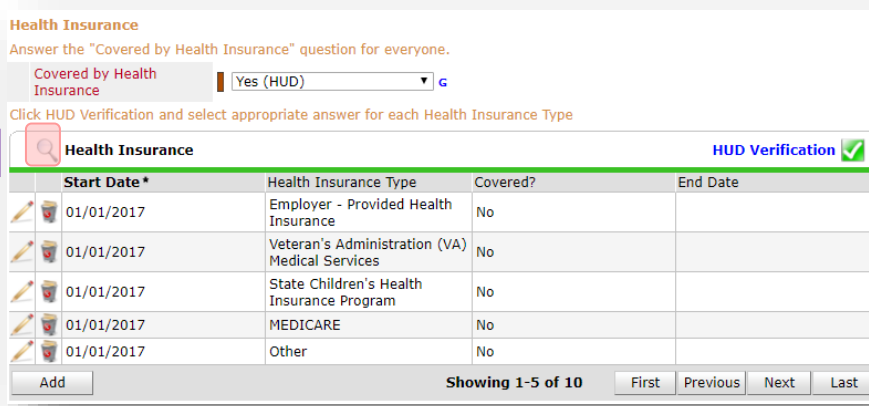 Health Insurance
Answer the "Covered by Health Insurance" question for everyone.
Covered by Health
Insurance
Yes (HUD)
G
Click HUD Verification and select appropriate answer for each Health Insurance Type
Health Insurance HUD Verification
Start Date* Health Insurance Type Covered? End Date
01/01/2017 Employer - Provided Health
Insurance No
01/01/2017 Veteran's Administration (VA)
Medical Services No
01/01/2017 State Children's Health
Insurance Program No
01/01/2017 MEDICARE No
01/01/2017 Other No
Add Showing 1-5 of 10 First Previous Next Last